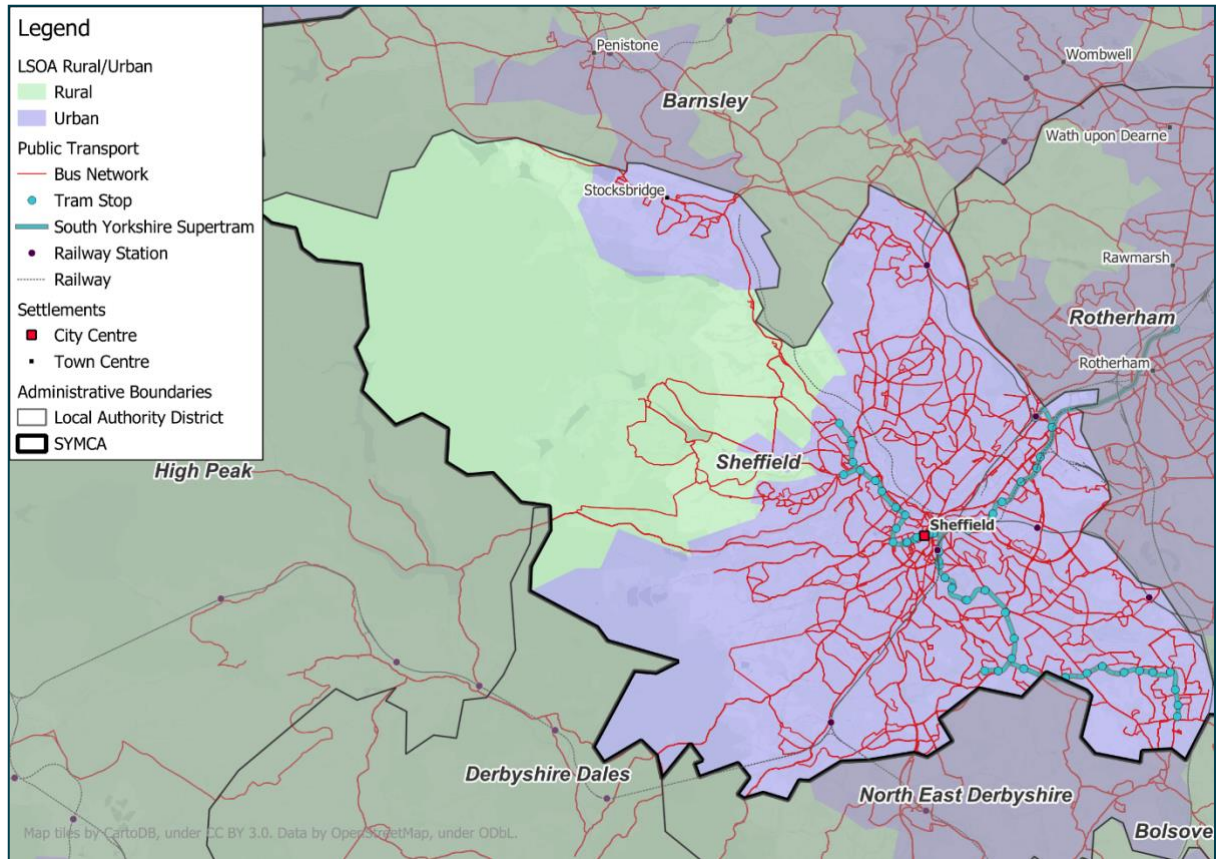 Legend
LSOA Rural/Urban
Rural
Urban
Public Transport
Bus Network
Tram Stop
South Yorkshire Supertram
Railway Station
Railway
Settlements
City Centre
Town Centre
Administrative Boundaries
Local Authority District
SYMCA
Penistone
Wombwell
Barnsley
Wath upon Dearne
Stocksbridge
Rawmarsh
Rotherham
Rotherham
High Peak
Sheffield
Sheffield
Derbyshire Dales
North East Derbyshire
Bolsove
Map tiles by CartoDB, under CC BY 3.0. Data by OpenStreetMap, under ODbL.